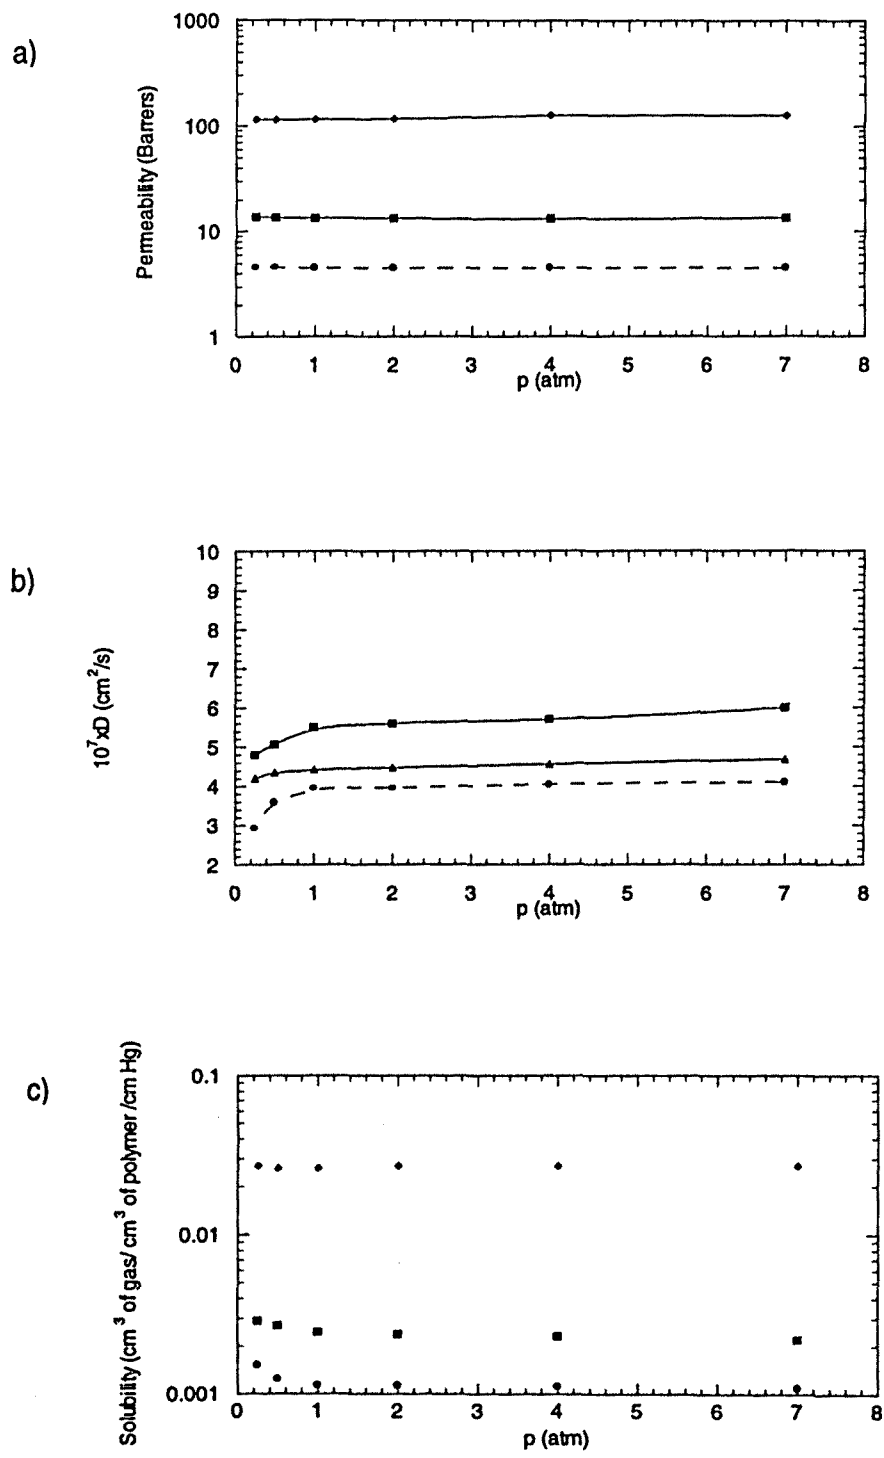 a)
Permeability (Barrers)
1000
100
10
1
0 1 2 3 4 5 6 7 8
p (atm)
b)
10⁷xD (cm²/s)
10
9
8
7
6
5
4
3
2
0 1 2 3 4 5 6 7 8
p (atm)
c)
Solubility (cm³ of gas/ cm³ of polymer /cm Hg)
0.1
0.01
0.001
0 1 2 3 4 5 6 7 8
p (atm)